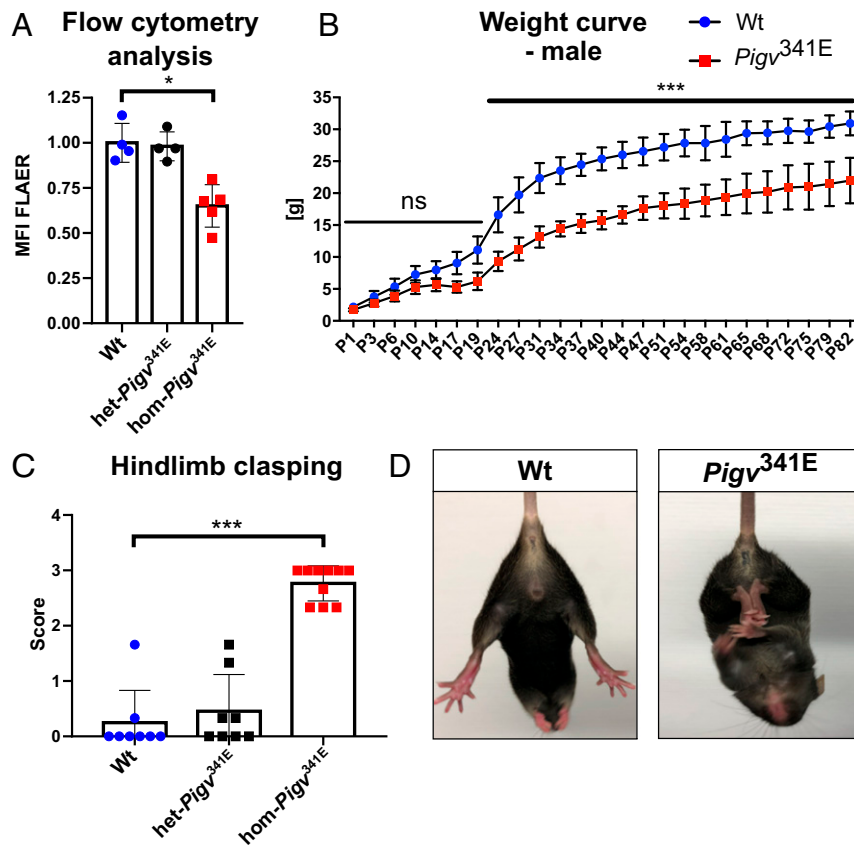 A
Flow cytometry
analysis
*
1.25
1.00
0.75
0.50
0.25
0.00
MFI FLAER
Wt
het-Pigv341E
hom-Pigv341E
B
Weight curve
- male
Wt
Pigv341E
***
ns
35
30
25
20
15
10
5
0
[g]
P1 P3 P6 P10 P14 P17 P19 P24 P27 P31 P34 P37 P40 P44 P47 P51 P54 P58 P61 P65 P68 P72 P75 P79 P82
C
Hindlimb clasping
***
4
3
2
1
0
Score
Wt
het-Pigv341E
hom-Pigv341E
D
Wt
Pigv341E